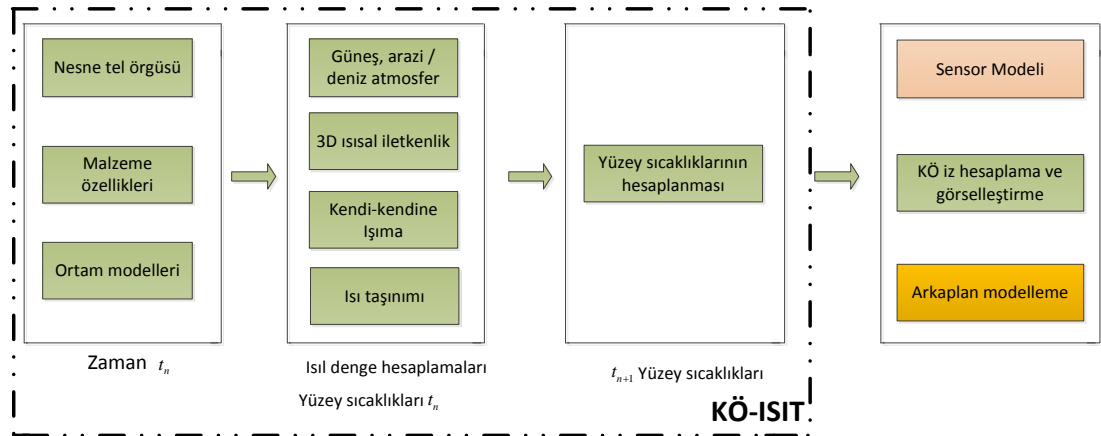 Nesne tel örgüsü
Malzeme
özellikleri
Ortam modelleri
Zaman tₙ
Güneş, arazi /
deniz atmosfer
3D ısısal iletkenlik
Kendi-kendine
Işıma
Isı taşınımı
Isıl denge hesaplamaları
Yüzey sıcaklıkları tₙ
Yüzey sıcaklıklarının
hesaplanması
tₙ₊₁ Yüzey sıcaklıkları
KÖ-ISIT
Sensor Modeli
KÖ iz hesaplama ve
görselleştirme
Arkaplan modelleme